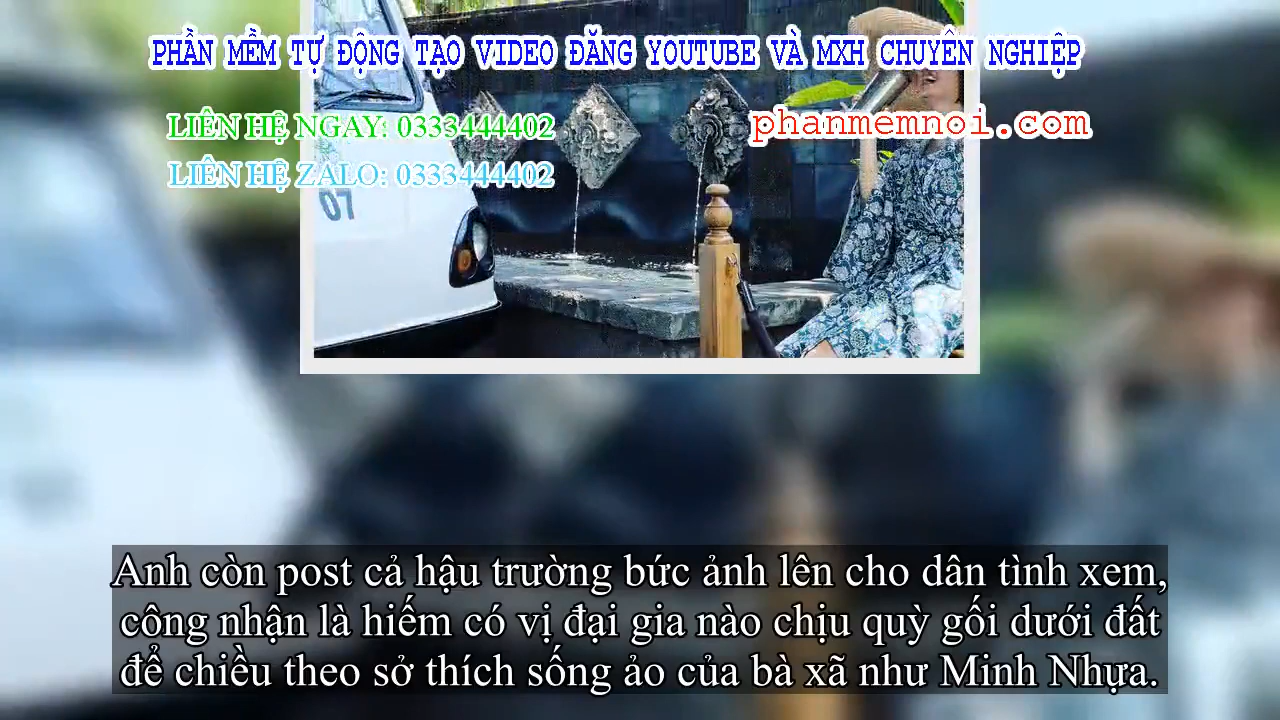 PHẦN MỀM TỰ ĐỘNG TẠO VIDEO ĐĂNG YOUTUBE VÀ MXH CHUYÊN NGHIỆP
LIÊN HỆ NGAY: 0333444402
phanmemnoi.com
LIÊN HỆ ZALO: 0333444402
07
Anh còn post cả hậu trường bức ảnh lên cho dân tình xem,
công nhận là hiếm có vị đại gia nào chịu quỳ gối dưới đất
để chiều theo sở thích sống ảo của bà xã như Minh Nhựa.